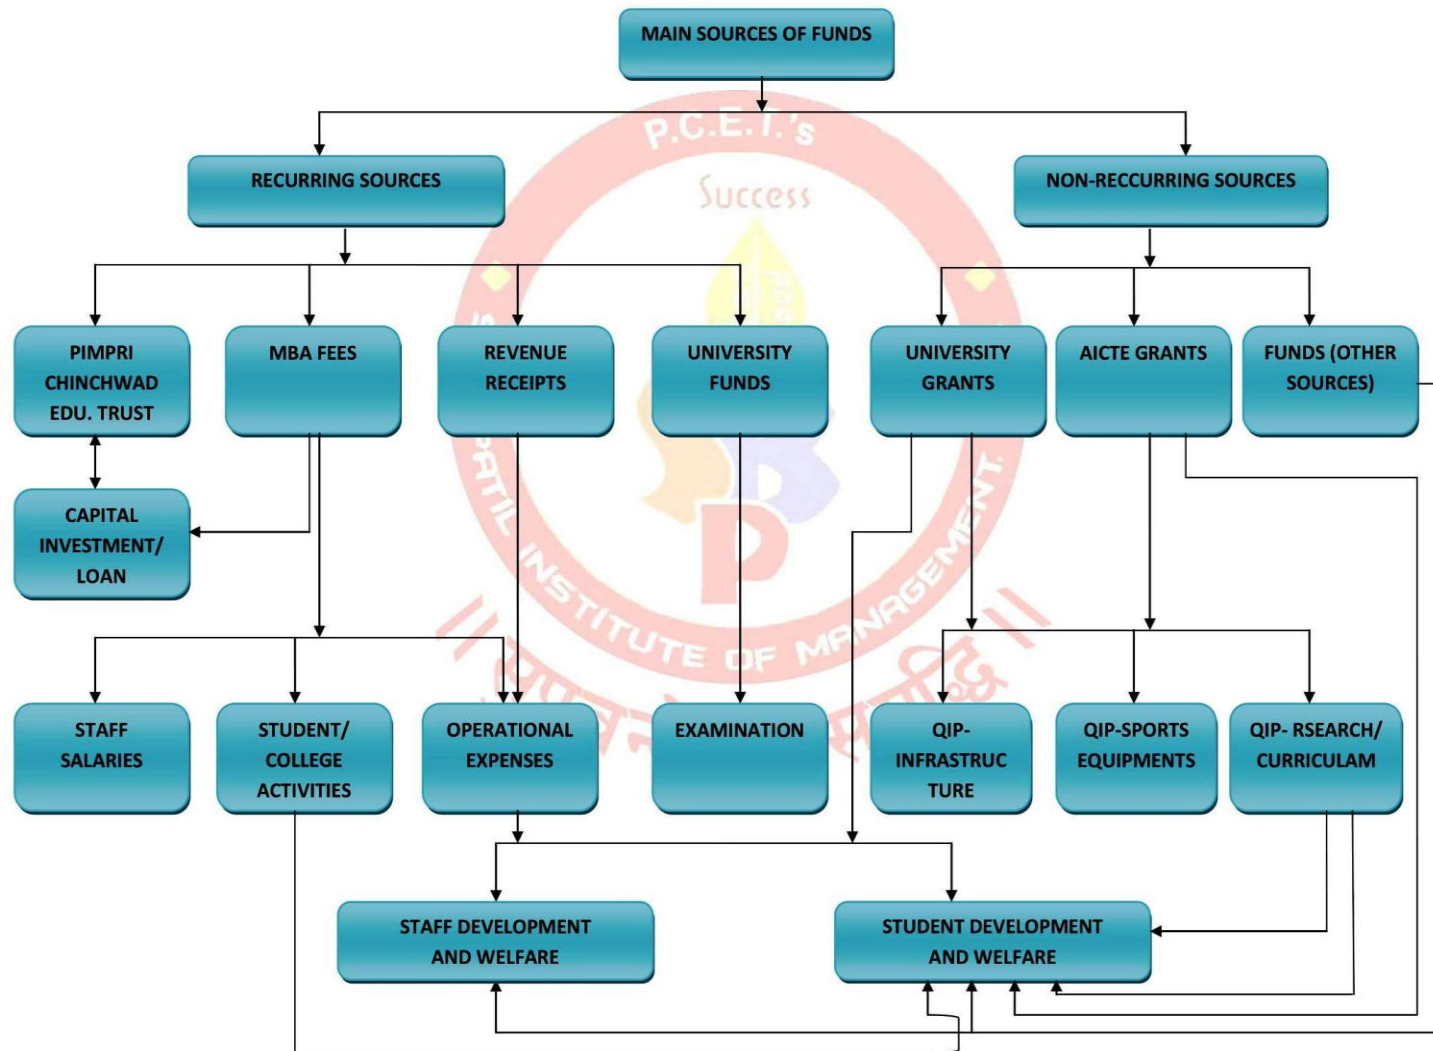 MAIN SOURCES OF FUNDS
P.C.E.T.'s
Success
RECURRING SOURCES
NON-RECCURRING SOURCES
PIMPRI
CHINCHWAD
EDU. TRUST
MBA FEES
REVENUE
RECEIPTS
UNIVERSITY
FUNDS
UNIVERSITY
GRANTS
AICTE GRANTS
FUNDS (OTHER
SOURCES)
CAPITAL
INVESTMENT/
LOAN
PATIL INSTITUTE OF MANAGEMENT.
P
STAFF
SALARIES
STUDENT/
COLLEGE
ACTIVITIES
OPERATIONAL
EXPENSES
EXAMINATION
QIP-
INFRASTRUC
TURE
QIP-SPORTS
EQUIPMENTS
QIP- RSEARCH/
CURRICULAM
STAFF DEVELOPMENT
AND WELFARE
STUDENT DEVELOPMENT
AND WELFARE